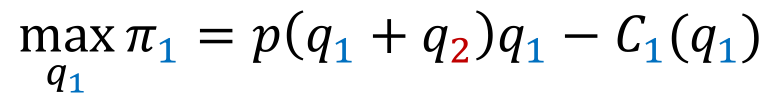 max π₁ = p(q₁ + q₂)q₁ − C₁(q₁)
q₁